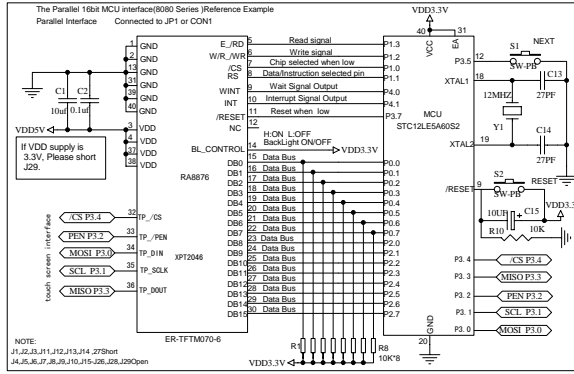 The Parallel 16bit MCU interface(8080 Series )Reference Example
Parallel Interface Connected to JP1 or CON1
1 GND
2 GND
13 GND
31 GND
39 GND
40 GND
C1 C2
10uf 0.1uf
VDD5V
3 VDD
4 VDD
37 VDD
38 VDD
If VDD supply is
3.3V, Please short
J29.
touch screen interface
/CS P3.4 32 TP_/CS
PEN P3.2 33 TP_/PEN
MOSI P3.0 34 TP_DIN
SCL P3.1 35 TP_SCLK
MISO P3.3 36 TP_DOUT
RA8876
XPT2046
ER-TFTM070-6
E_/RD 5 Read signal P1.3
W/R_/WR 6 Write signal P1.2
/CS 7 Chip selected when low P1.0
RS 8 Data/Instruction selected pin P1.1
WINT 9 Wait Signal Output P4.0
INT 10 Interrupt Signal Output P4.1
/RESET 11 Reset when low P3.7
NC 12
H:ON L:OFF
BackLight ON/OFF
BL_CONTROL 14 VDD3.3V
DB0 15 Data Bus P0.0
DB1 16 Data Bus P0.1
DB2 17 Data Bus P0.2
DB3 18 Data Bus P0.3
DB4 19 Data Bus P0.4
DB5 20 Data Bus P0.5
DB6 21 Data Bus P0.6
DB7 22 Data Bus P0.7
DB8 23 Data Bus P2.0
DB9 24 Data Bus P2.1
DB10 25 Data Bus P2.2
DB11 26 Data Bus P2.3
DB12 27 Data Bus P2.4
DB13 28 Data Bus P2.5
DB14 29 Data Bus P2.6
DB15 30 Data Bus P2.7
R1 R8
10K*8
VDD3.3V
VDD3.3V
40 31
VCC EA
MCU
STC12LE5A60S2
P3.5 12
S1 NEXT
SW-PB
XTAL1 18
C13
27PF
12MHZ
Y1
XTAL2 19
C14
27PF
S2 RESET
SW-PB
/RESET 9
VDD3.3V
10UF C15
R10 10K
P3. 4 /CS P3.4
P3. 3 MISO P3.3
P3. 2 PEN P3.2
P3. 1 SCL P3.1
P3. 0 MOSI P3.0
GND
20
NOTE:
J1,J2,J3,J11,J12,J13,J14 ,27Short
J4,J5,J6,J7,J8,J9,J10,J15-J26,J28,J29Open